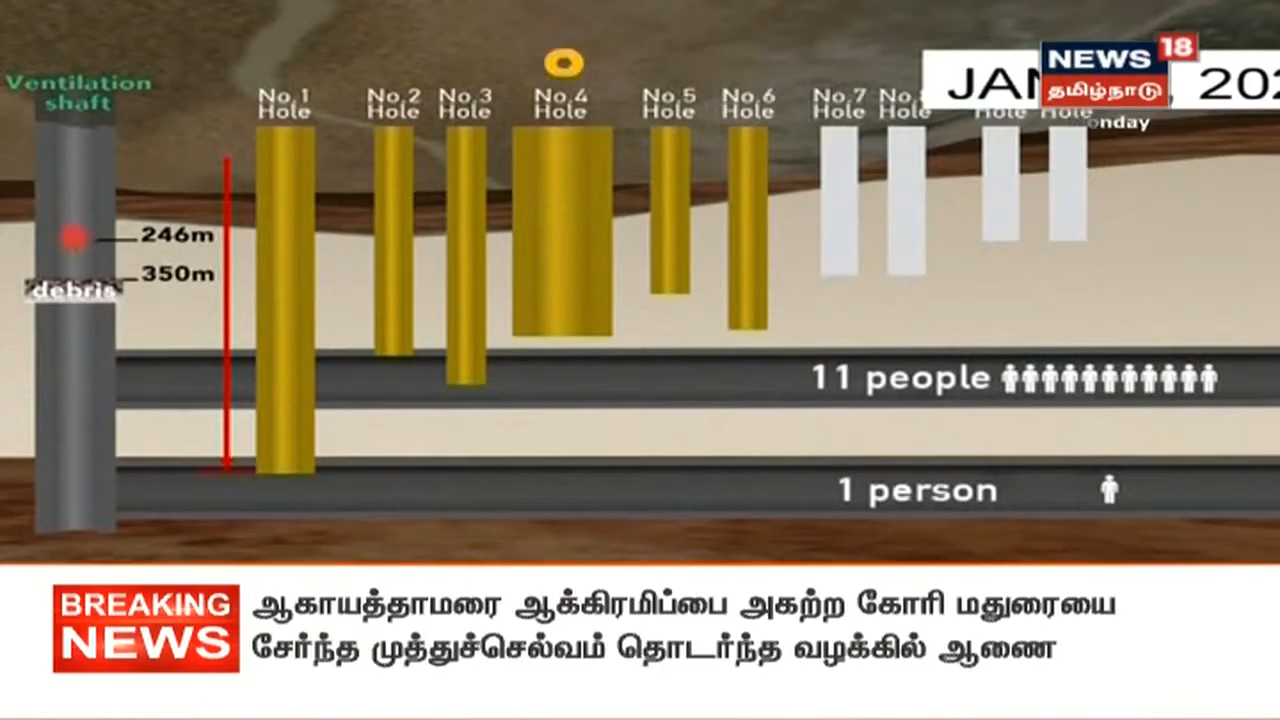 Ventilation
shaft
No.1
Hole
No.2
Hole
No.3
Hole
No.4
Hole
No.5
Hole
No.6
Hole
No.7
Hole
Hole
Hole
Hole
NEWS 18
தமிழ்நாடு
246m
350m
debris
11 people
1 person
BREAKING
NEWS
ஆகாயத்தாமரை ஆக்கிரமிப்பை அகற்ற கோரி மதுரையை
சேர்ந்த முத்துச்செல்வம் தொடர்ந்த வழக்கில் ஆணை